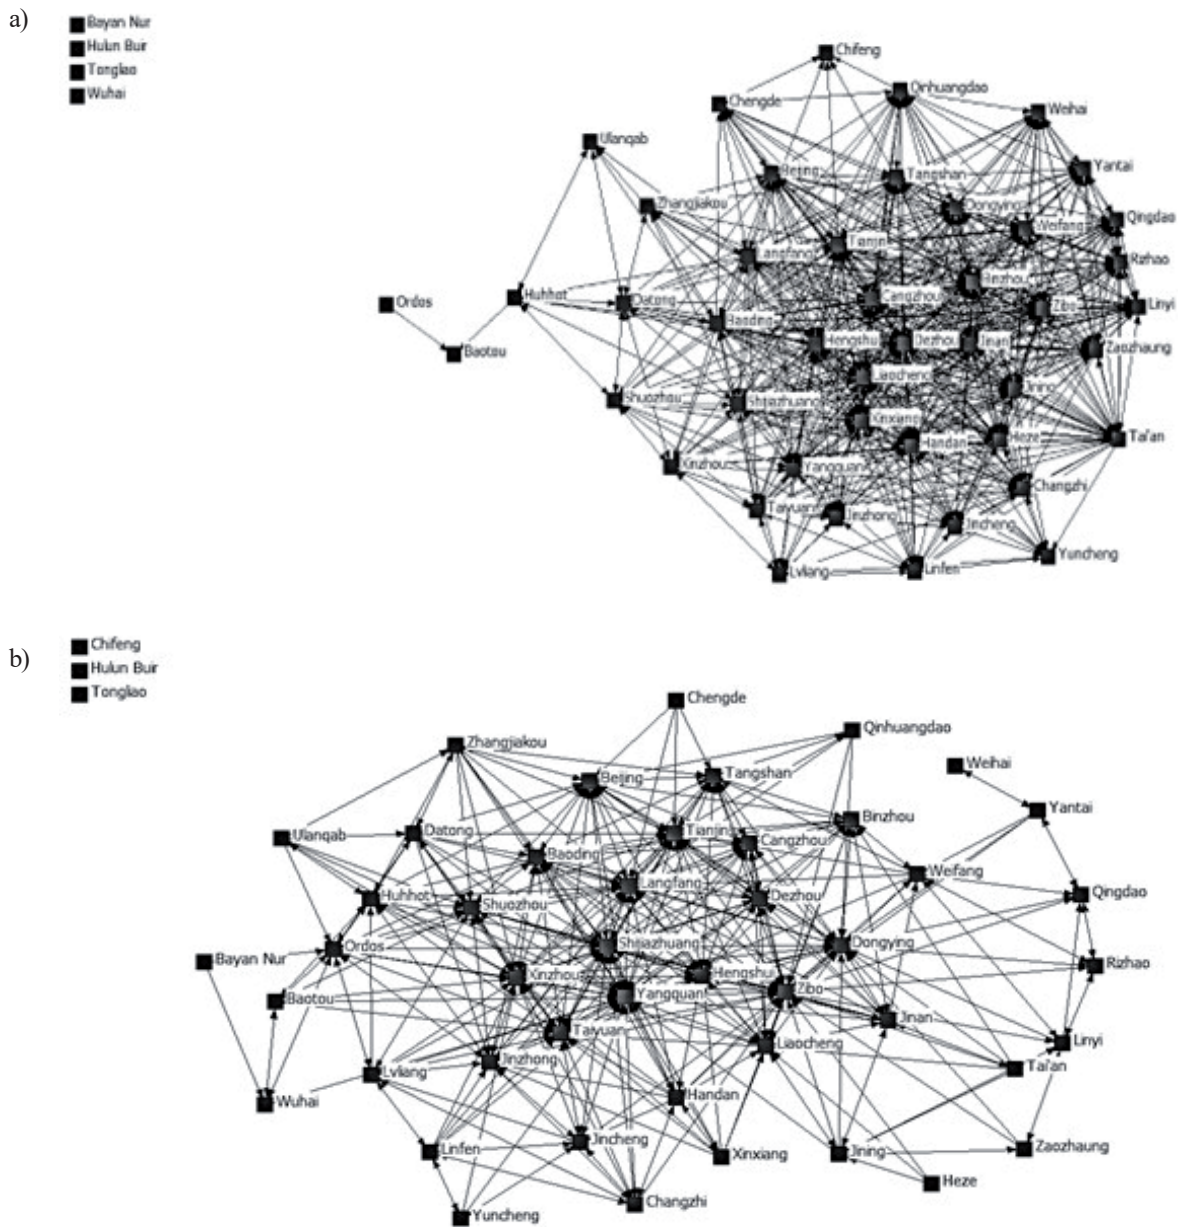 a)
Bayan Nur
Hulun Buir
Tongliao
Wuhai
Chifeng
Qinhuangdao
Chengde
Weihai
Ulanqab
Yantai
Beijing
Tangshan
Zhangjiakou
Dongying
Qingdao
Weifang
Tianjin
Langfang
Rizhao
Binzhou
Huhhot
Datong
Cangzhou
Ordos
Zibo
Linyi
Baoding
Hengshui
Dezhou
Jinan
Zaozhaung
Baotou
Liaocheng
Jining
Shuozhou
Shijiazhuang
Xinxiang
Handan
Heze
Tai'an
Xinzhou
Yangquan
Changzhi
Taiyuan
Jinzhong
Jincheng
Yuncheng
Lvliang
Linfen
b)
Chifeng
Hulun Buir
Tongliao
Chengde
Qinhuangdao
Zhangjiakou
Weihai
Beijing
Tangshan
Yantai
Binzhou
Ulanqab
Datong
Tianjin
Cangzhou
Baoding
Weifang
Langfang
Qingdao
Huhhot
Shuozhou
Dezhou
Ordos
Shijiazhuang
Dongying
Bayan Nur
Rizhao
Xinzhou
Hengshui
Baotou
Yangquan
Zibo
Jinan
Taiyuan
Liaocheng
Linyi
Jinzhong
Lvliang
Tai'an
Wuhai
Handan
Linfen
Jincheng
Xinxiang
Jining
Zaozhaung
Heze
Changzhi
Yuncheng